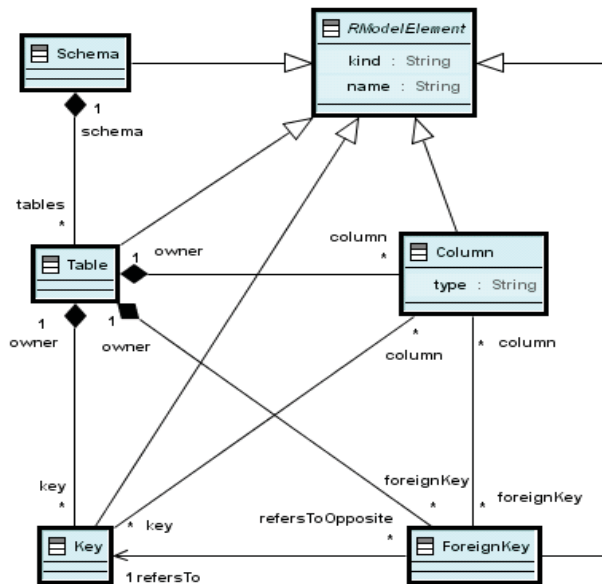 RModelElement
kind : String
name : String
Schema
1
schema
tables
*
Table
1
owner
column
*
Column
type : String
1
owner
1
owner
*
column
*
column
key
*
Key
*
key
foreignKey
*
*
foreignKey
refersToOpposite
*
ForeignKey
1 refersTo